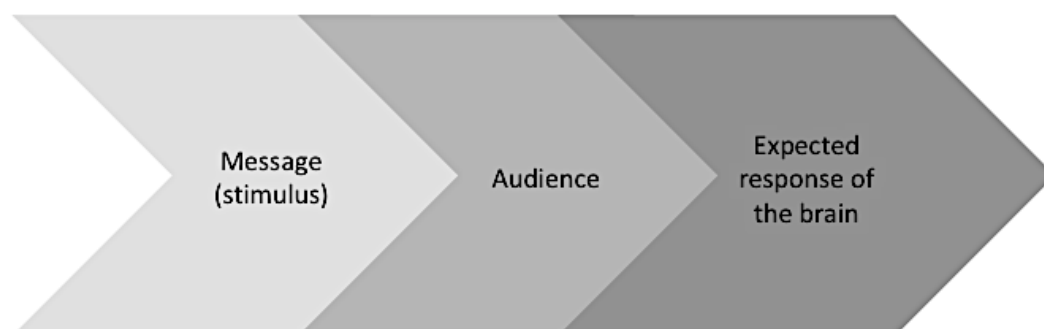 Message
(stimulus)
Audience
Expected
response of
the brain